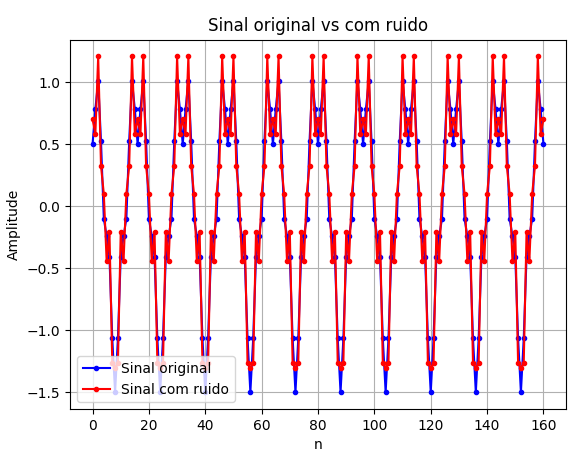 Sinal original vs com ruido
1.0
0.5
0.0
−0.5
−1.0
−1.5
Amplitude
Sinal original
Sinal com ruido
0 20 40 60 80 100 120 140 160
n